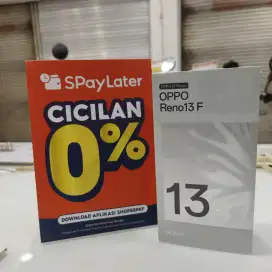 SPayLater
CICILAN
0%
DOWNLOAD APLIKASI SHOPEEPAY
OPPO
Reno13 F
13